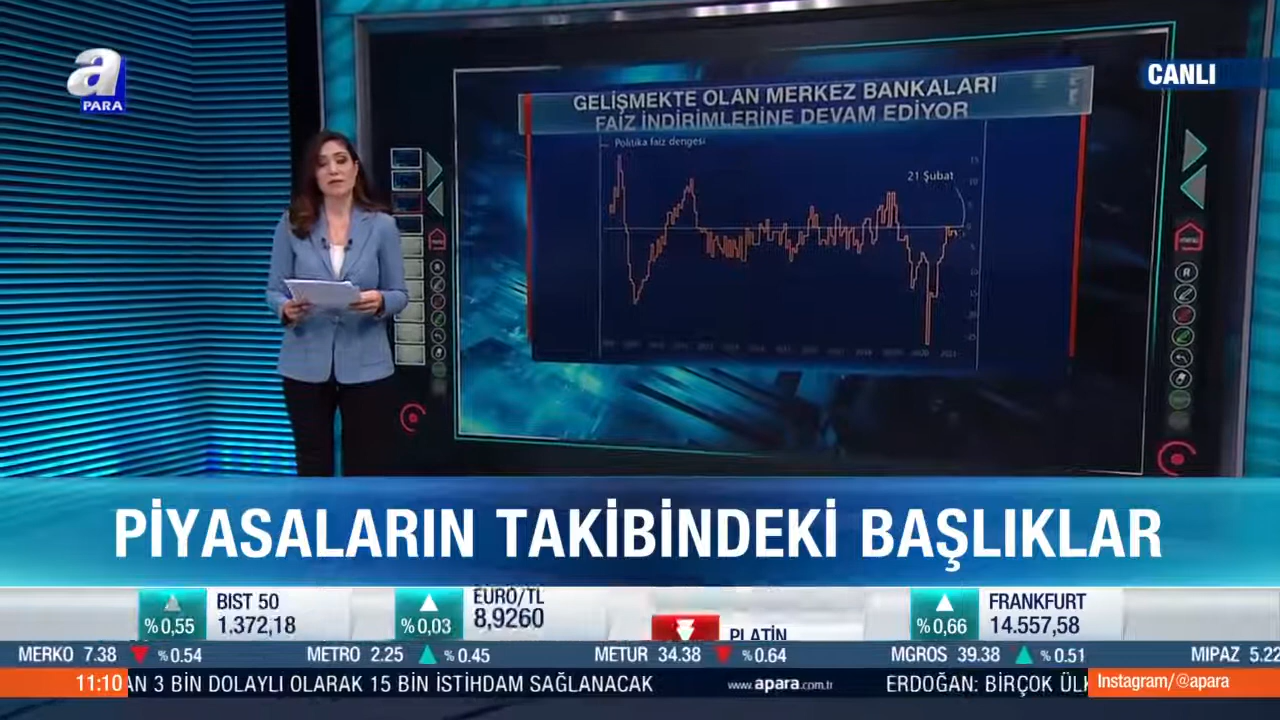 a
PARA
CANLI
GELİŞMEKTE OLAN MERKEZ BANKALARI
FAİZ İNDİRİMLERİNE DEVAM EDİYOR
Politika faiz dengesi
21 Şubat
PİYASALARIN TAKİBİNDEKİ BAŞLIKLAR
%0,55 BIST 50 1.372,18
%0,03 EURO/TL 8,9260
PLATİN
%0,66 FRANKFURT 14.557,58
MERKO 7.38 %0.54 METRO 2.25 %0.45 METUR 34.38 %0.64 MGROS 39.38 %0.51 MIPAZ 5.22
11:10 AN 3 BİN DOLAYLI OLARAK 15 BİN İSTİHDAM SAĞLANACAK www.apara.com.tr ERDOĞAN: BİRÇOK ÜLK Instagram/@apara